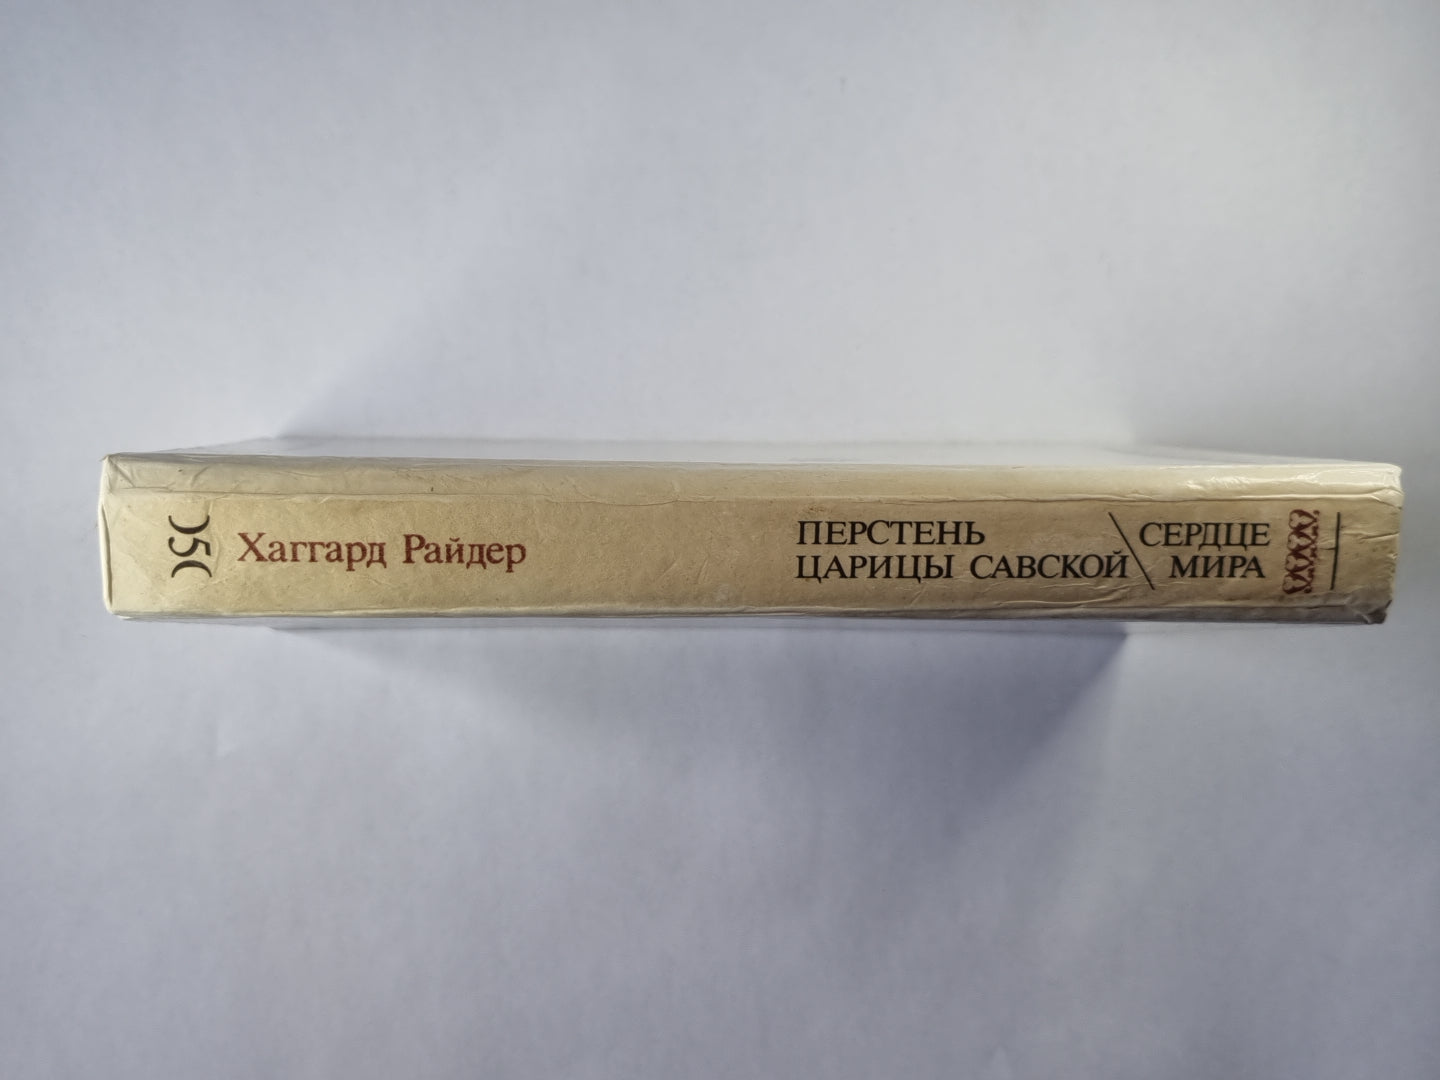 Хаггард Райдер
ПЕРСТЕНЬ
ЦАРИЦЫ САВСКОЙ
СЕРДЦЕ
МИРА